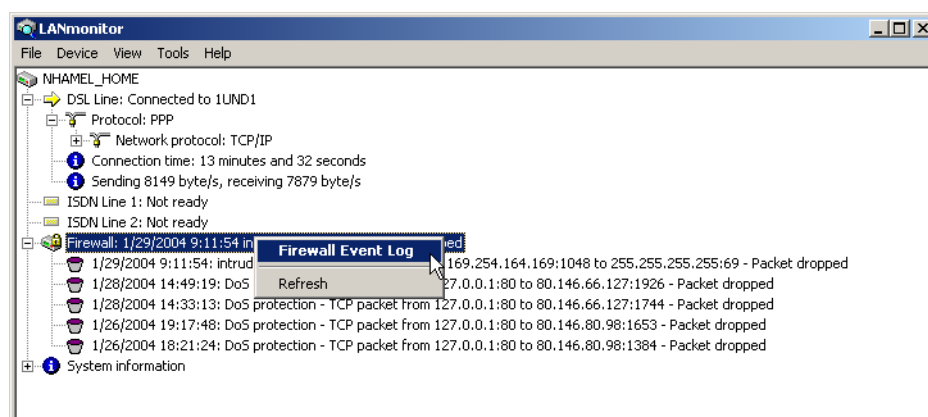 LANmonitor
File Device View Tools Help
NHAMEL_HOME
DSL Line: Connected to 1UND1
Protocol: PPP
Network protocol: TCP/IP
Connection time: 13 minutes and 32 seconds
Sending 8149 byte/s, receiving 7879 byte/s
ISDN Line 1: Not ready
ISDN Line 2: Not ready
Firewall: 1/29/2004 9:11:54
Firewall Event Log
1/29/2004 9:11:54: 169.254.164.169:1048 to 255.255.255.255:69 - Packet dropped
Refresh
1/28/2004 14:49:19: DoS 27.0.0.1:80 to 80.146.66.127:1926 - Packet dropped
1/28/2004 14:33:13: DoS protection - TCP packet from 127.0.0.1:80 to 80.146.66.127:1744 - Packet dropped
1/26/2004 19:17:48: DoS protection - TCP packet from 127.0.0.1:80 to 80.146.80.98:1653 - Packet dropped
1/26/2004 18:21:24: DoS protection - TCP packet from 127.0.0.1:80 to 80.146.80.98:1384 - Packet dropped
System information